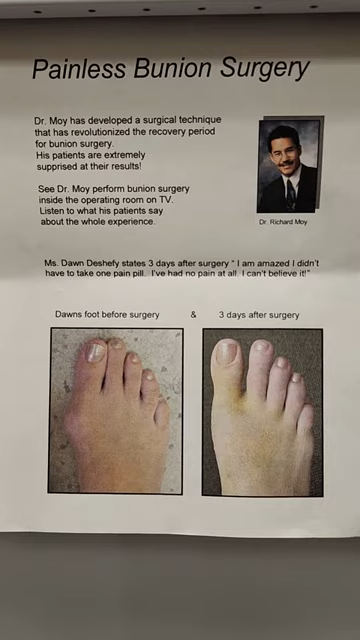 Painless Bunion Surgery
Dr. Moy has developed a surgical technique
that has revolutionized the recovery period
for bunion surgery.
His patients are extremely
supprised at their results!
See Dr. Moy perform bunion surgery
inside the operating room on TV.
Listen to what his patients say
about the whole experience.
Dr. Richard Moy
Ms. Dawn Deshefy states 3 days after surgery " I am amazed I didn't
have to take one pain pill. I've had no pain at all. I can't believe it!"
Dawns foot before surgery & 3 days after surgery